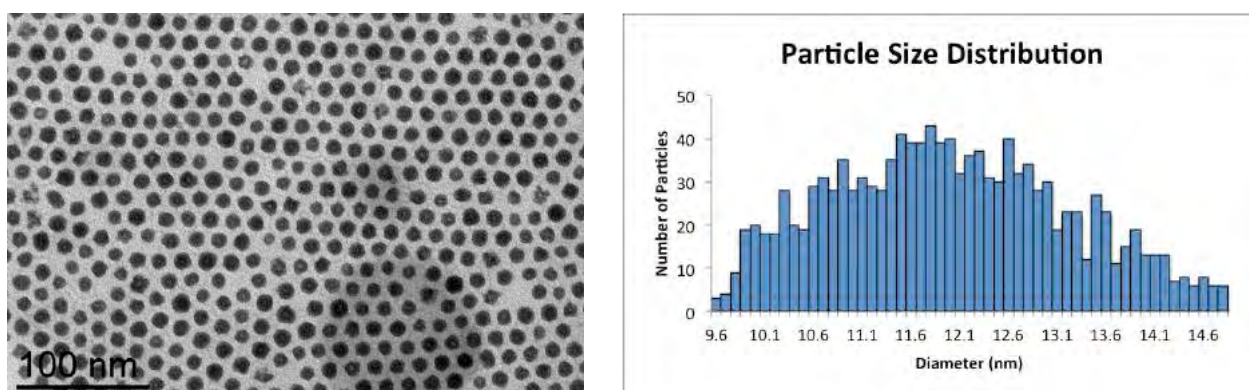 100 nm
Particle Size Distribution
50
40
30
20
10
0
Number of Particles
9.6 10.1 10.6 11.1 11.6 12.1 12.6 13.1 13.6 14.1 14.6
Diameter (nm)